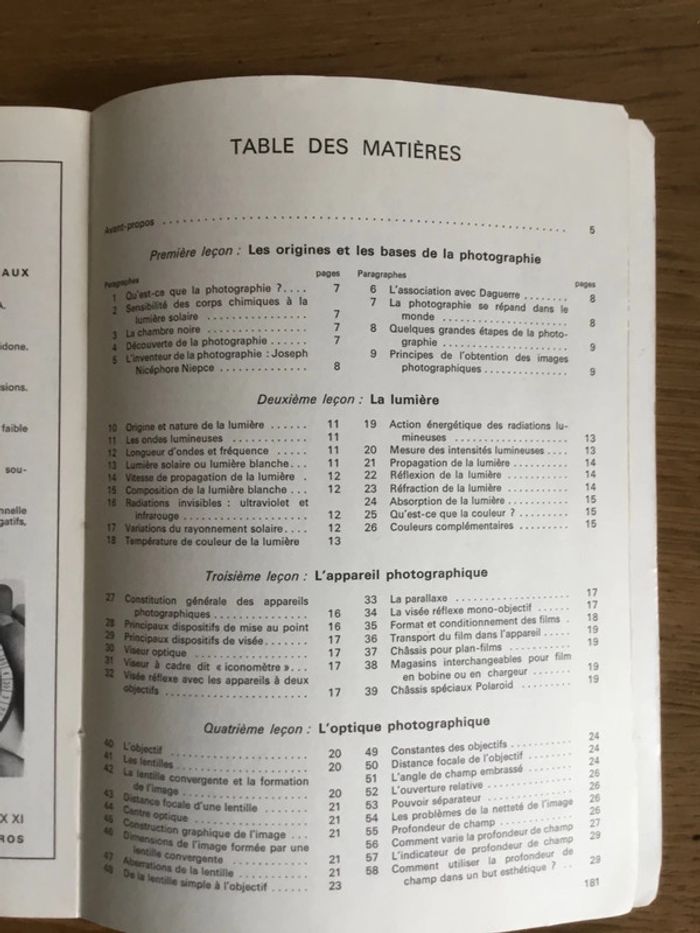 AUX
A.
idone.
sions.
faible
sou-
nnelle
gatifs,
X XI
ROS
TABLE DES MATIÈRES
Avant-propos 5
Première leçon : Les origines et les bases de la photographie
Paragraphes pages
1 Qu'est-ce que la photographie ?.... 7
2 Sensibilité des corps chimiques à la
lumière solaire 7
3 La chambre noire 7
4 Découverte de la photographie 7
5 L'inventeur de la photographie : Joseph
Nicéphore Niepce 8
Paragraphes pages
6 L'association avec Daguerre 8
7 La photographie se répand dans le
monde 8
8 Quelques grandes étapes de la photo-
graphie 9
9 Principes de l'obtention des images
photographiques 9
Deuxième leçon : La lumière
10 Origine et nature de la lumière 11
11 Les ondes lumineuses 11
12 Longueur d'ondes et fréquence 11
13 Lumière solaire ou lumière blanche... 11
14 Vitesse de propagation de la lumière . 12
15 Composition de la lumière blanche ... 12
16 Radiations invisibles : ultraviolet et
infrarouge 12
17 Variations du rayonnement solaire.... 12
18 Température de couleur de la lumière 13
19 Action énergétique des radiations lu-
mineuses 13
20 Mesure des intensités lumineuses.... 13
21 Propagation de la lumière 14
22 Réflexion de la lumière 14
23 Réfraction de la lumière 14
24 Absorption de la lumière 15
25 Qu'est-ce que la couleur ? 15
26 Couleurs complémentaires 15
Troisième leçon : L'appareil photographique
27 Constitution générale des appareils
photographiques 16
28 Principaux dispositifs de mise au point 16
29 Principaux dispositifs de visée 17
30 Viseur optique 17
31 Viseur à cadre dit « iconomètre »... 17
32 Visée réflexe avec les appareils à deux
objectifs 17
33 La parallaxe 17
34 La visée réflexe mono-objectif 17
35 Format et conditionnement des films . 18
36 Transport du film dans l'appareil 19
37 Châssis pour plan-films 19
38 Magasins interchangeables pour film
en bobine ou en chargeur 19
39 Châssis spéciaux Polaroid 19
Quatrième leçon : L'optique photographique
40 L'objectif 20
41 Les lentilles 20
42 La lentille convergente et la formation
de l'image 20
43 Distance focale d'une lentille 21
44 Centre optique 21
45 Construction graphique de l'image ... 21
46 Dimensions de l'image formée par une
lentille convergente 21
47 Aberrations de la lentille 21
48 De la lentille simple à l'objectif 23
49 Constantes des objectifs 24
50 Distance focale de l'objectif 24
51 L'angle de champ embrassé 24
52 L'ouverture relative 26
53 Pouvoir séparateur 26
54 Les problèmes de la netteté de l'image 26
55 Profondeur de champ 26
56 Comment varie la profondeur de champ 27
57 L'indicateur de profondeur de champ 29
58 Comment utiliser la profondeur de
champ dans un but esthétique ? .. 29
181